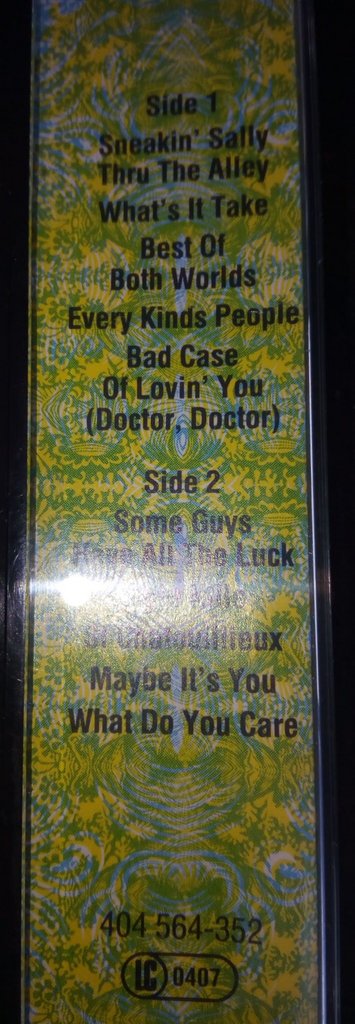 Side 1
Sneakin' Sally
Thru The Alley
What's It Take
Best Of
Both Worlds
Every Kinds People
Bad Case
Of Lovin' You
(Doctor, Doctor)
Side 2
Some Guys
Have All The Luck
Maybe It's You
What Do You Care
404 564-352
LC 0407